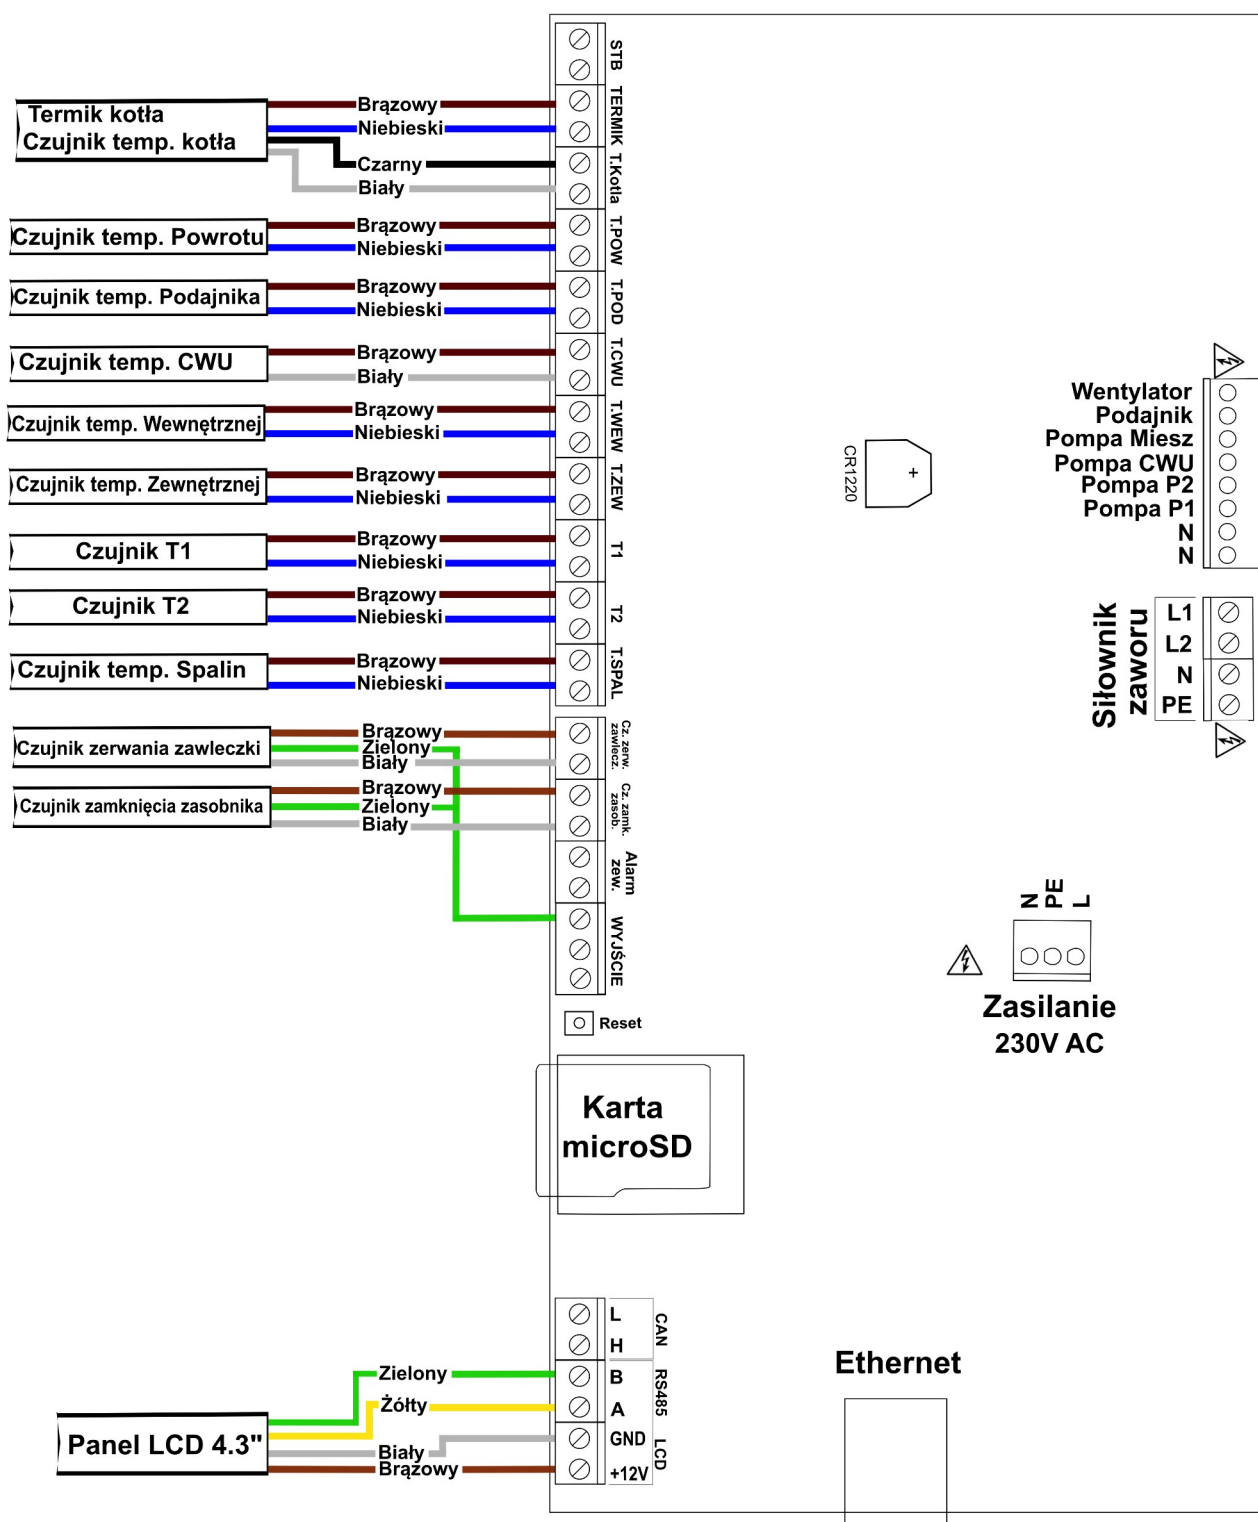 STB
Termik kotła
Czujnik temp. kotła
Brązowy
Niebieski
Czarny
Biały
TERMIK
T.Kotla
Czujnik temp. Powrotu
Brązowy
Niebieski
T.POW
Czujnik temp. Podajnika
Brązowy
Niebieski
T.POD
Czujnik temp. CWU
Brązowy
Biały
T.CWU
Czujnik temp. Wewnętrznej
Brązowy
Niebieski
T.WEW
Czujnik temp. Zewnętrznej
Brązowy
Niebieski
T.ZEW
Czujnik T1
Brązowy
Niebieski
T1
Czujnik T2
Brązowy
Niebieski
T2
Czujnik temp. Spalin
Brązowy
Niebieski
T.SPAL
Czujnik zerwania zawleczki
Brązowy
Zielony
Biały
Cz. zerw.
zawlecz.
Czujnik zamknięcia zasobnika
Brązowy
Zielony
Biały
Cz. zamk.
zasob.
Alarm
zew.
WYJŚCIE
Reset
Karta
microSD
CR1220
+
Wentylator
Podajnik
Pompa Miesz
Pompa CWU
Pompa P2
Pompa P1
N
N
Siłownik
zaworu
L1
L2
N
PE
N
PE
L
Zasilanie
230V AC
L
H
CAN
Panel LCD 4.3"
Zielony
Żółty
Biały
Brązowy
B
A
RS485
GND
+12V
LCD
Ethernet